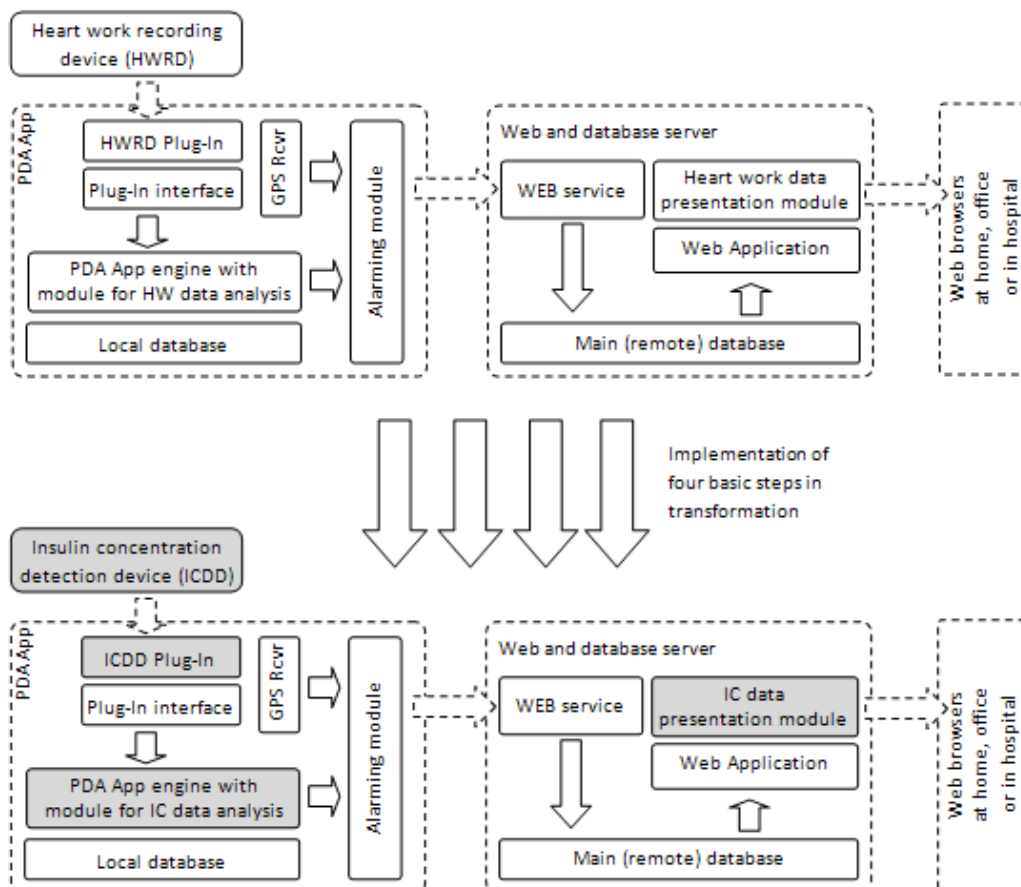 Heart work recording
device (HWRD)
PDA App
HWRD Plug-In
Plug-In interface
GPS Rcvr
PDA App engine with
module for HW data analysis
Local database
Alarming module
Web and database server
WEB service
Heart work data
presentation module
Web Application
Main (remote) database
Web browsers
at home, office
or in hospital
Implementation of
four basic steps in
transformation
Insulin concentration
detection device (ICDD)
PDA App
ICDD Plug-In
Plug-In interface
GPS Rcvr
PDA App engine with
module for IC data analysis
Local database
Alarming module
Web and database server
WEB service
IC data
presentation module
Web Application
Main (remote) database
Web browsers
at home, office
or in hospital